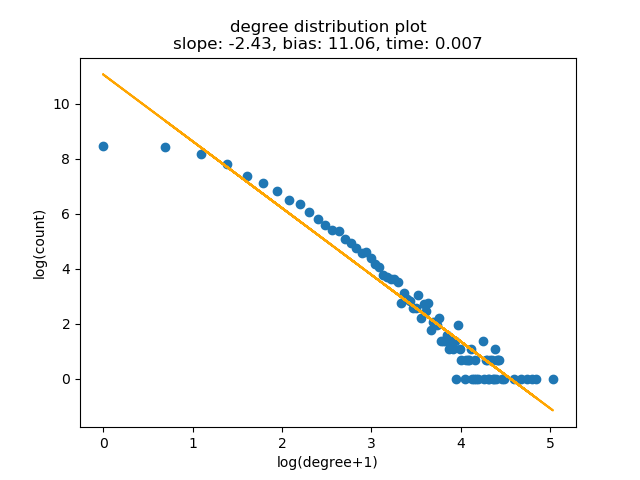 degree distribution plot
slope: -2.43, bias: 11.06, time: 0.007
10
8
6
4
2
0
log(count)
0 1 2 3 4 5
log(degree+1)